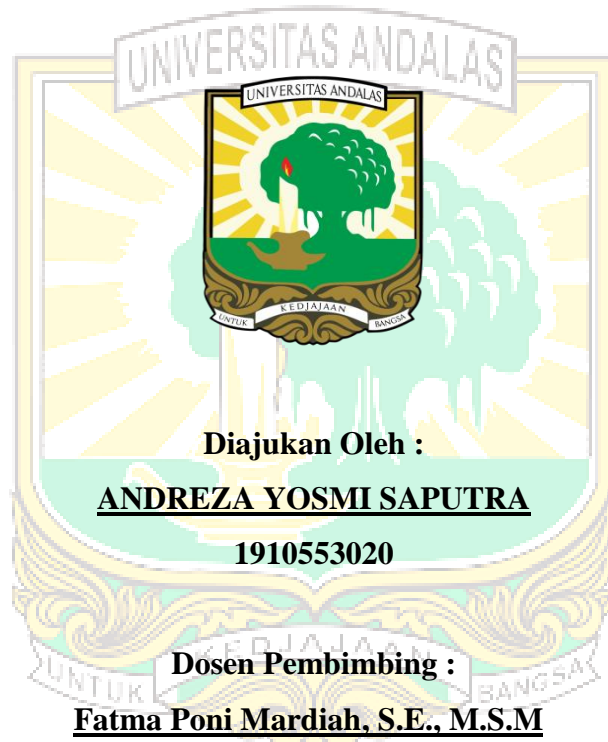 UNIVERSITAS ANDALAS
UNIVERSITAS ANDALAS
UNTUK KEDJAJAAN BANGSA
Diajukan Oleh :
ANDREZA YOSMI SAPUTRA
1910553020
Dosen Pembimbing :
UNTUK KEDJAJAAN BANGSA
Fatma Poni Mardiah, S.E., M.S.M